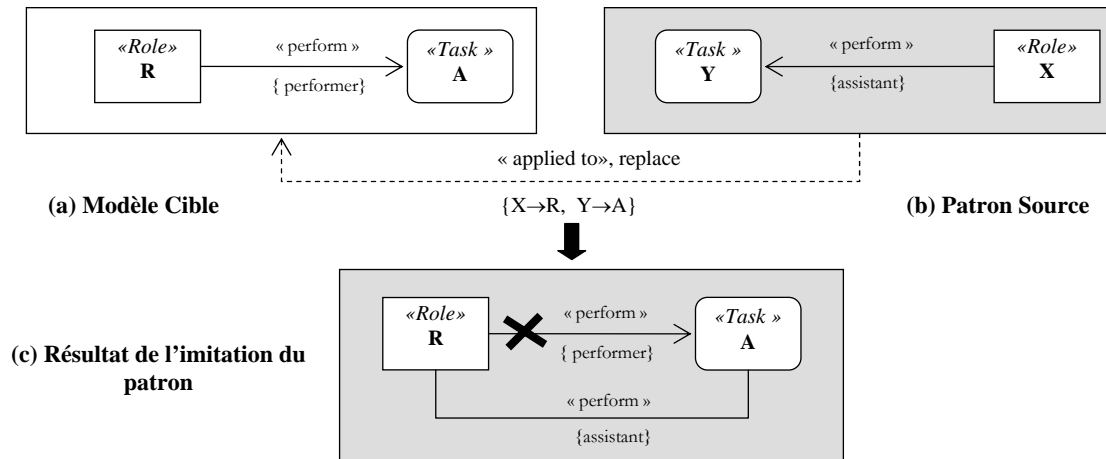 «Role»
R
« perform »
{ performer}
«Task »
A
«Task »
Y
« perform »
{assistant}
«Role»
X
« applied to», replace
(a) Modèle Cible
{X→R, Y→A}
(b) Patron Source
«Role»
R
« perform »
{ performer}
«Task »
A
(c) Résultat de l’imitation du
patron
« perform »
{assistant}